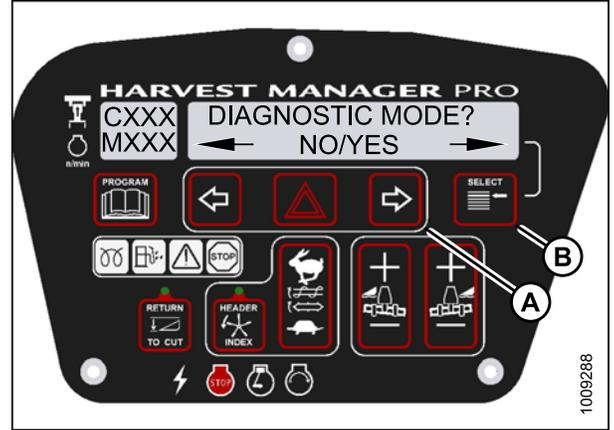 HARVEST MANAGER PRO
CXXX
MXXX
DIAGNOSTIC MODE?
NO/YES
n/min
PROGRAM
SELECT
B
A
STOP
RETURN
TO CUT
HEADER
INDEX
STOP
1009288